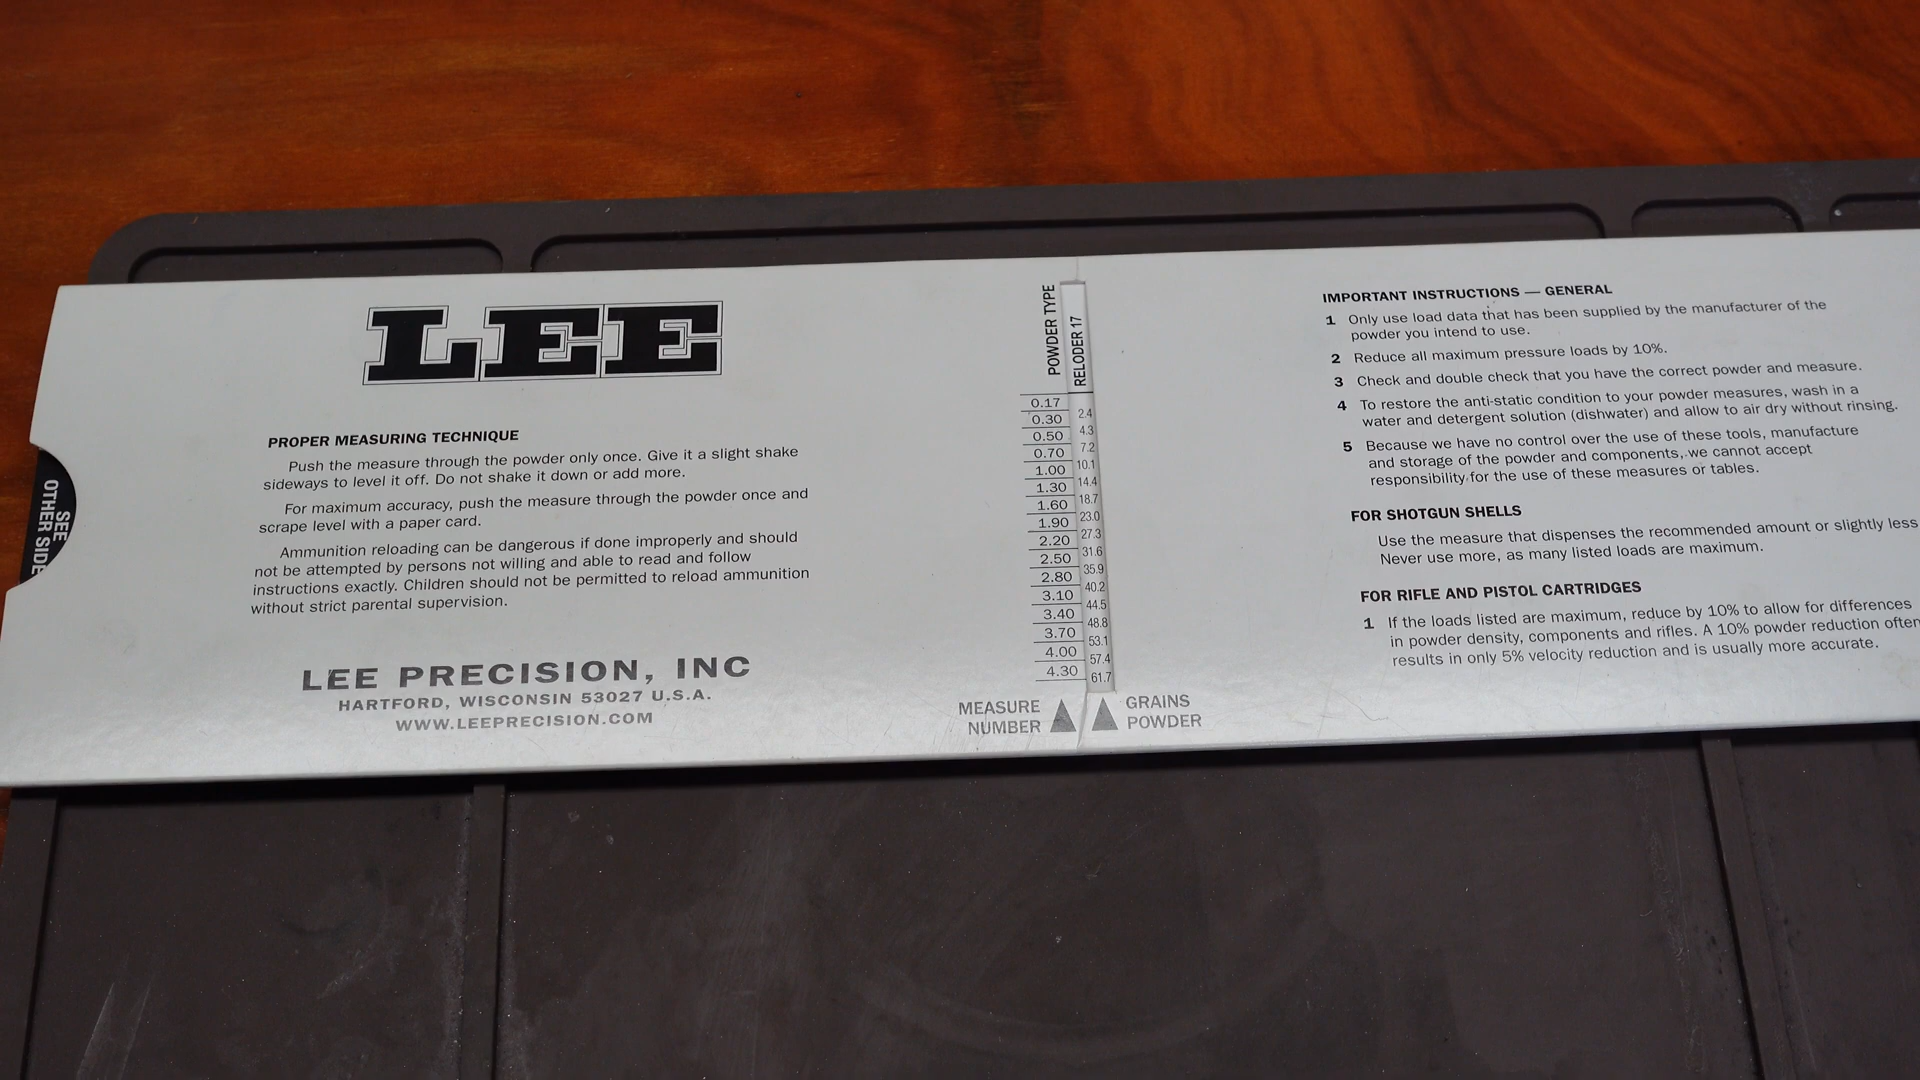 LEE
PROPER MEASURING TECHNIQUE
Push the measure through the powder only once. Give it a slight shake
sideways to level it off. Do not shake it down or add more.
For maximum accuracy, push the measure through the powder once and
scrape level with a paper card.
Ammunition reloading can be dangerous if done improperly and should
not be attempted by persons not willing and able to read and follow
instructions exactly. Children should not be permitted to reload ammunition
without strict parental supervision.
LEE PRECISION, INC
HARTFORD, WISCONSIN 53027 U.S.A.
WWW.LEEPRECISION.COM
SEE
OTHER SIDE
POWDER TYPE
RELODER 17
0.17 2.4
0.30 4.3
0.50 7.2
0.70 10.1
1.00 14.4
1.30 18.7
1.60 23.0
1.90 27.3
2.20 31.6
2.50 35.9
2.80 40.2
3.10 44.5
3.40 48.8
3.70 53.1
4.00 57.4
4.30 61.7
MEASURE
NUMBER
GRAINS
POWDER
IMPORTANT INSTRUCTIONS — GENERAL
1 Only use load data that has been supplied by the manufacturer of the
powder you intend to use.
2 Reduce all maximum pressure loads by 10%.
3 Check and double check that you have the correct powder and measure.
4 To restore the anti-static condition to your powder measures, wash in a
water and detergent solution (dishwater) and allow to air dry without rinsing.
5 Because we have no control over the use of these tools, manufacture
and storage of the powder and components, we cannot accept
responsibility for the use of these measures or tables.
FOR SHOTGUN SHELLS
Use the measure that dispenses the recommended amount or slightly less
Never use more, as many listed loads are maximum.
FOR RIFLE AND PISTOL CARTRIDGES
1 If the loads listed are maximum, reduce by 10% to allow for differences
in powder density, components and rifles. A 10% powder reduction often
results in only 5% velocity reduction and is usually more accurate.